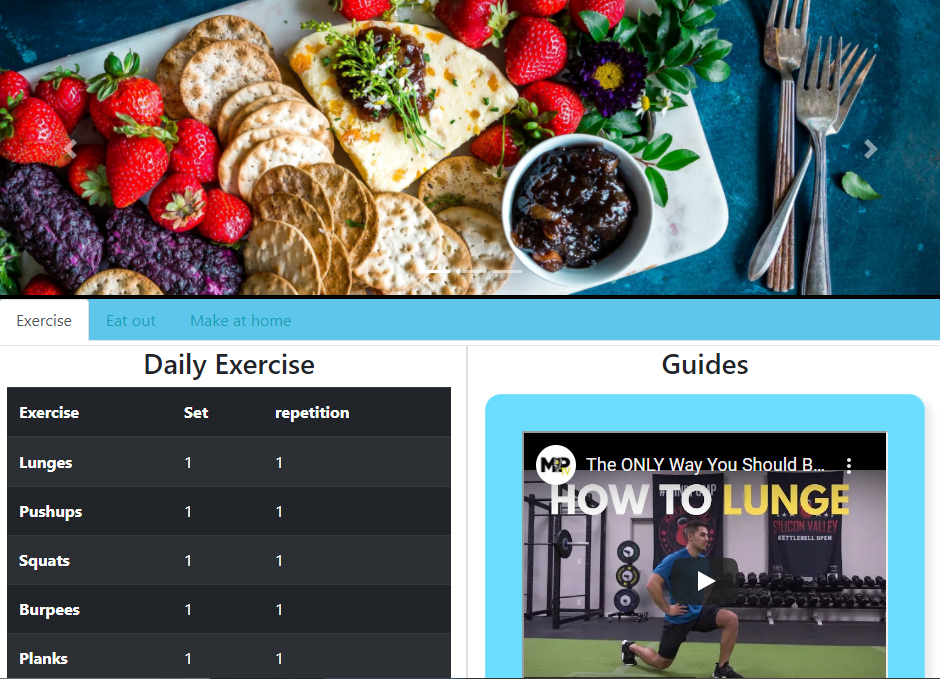 Exercise
Eat out
Make at home
Daily Exercise
Exercise Set repetition
Lunges 1 1
Pushups 1 1
Squats 1 1
Burpees 1 1
Planks 1 1
Guides
The ONLY Way You Should B...
HOW TO LUNGE
SILICON VALLEY
KETTLEBELL OPEN